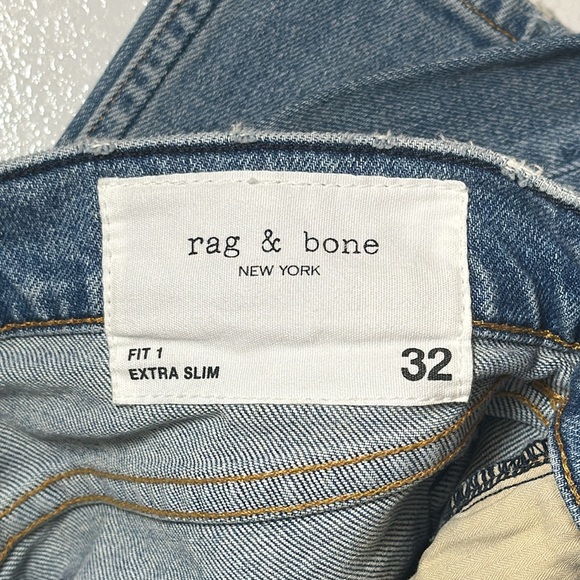 rag & bone
NEW YORK
FIT 1
EXTRA SLIM
32